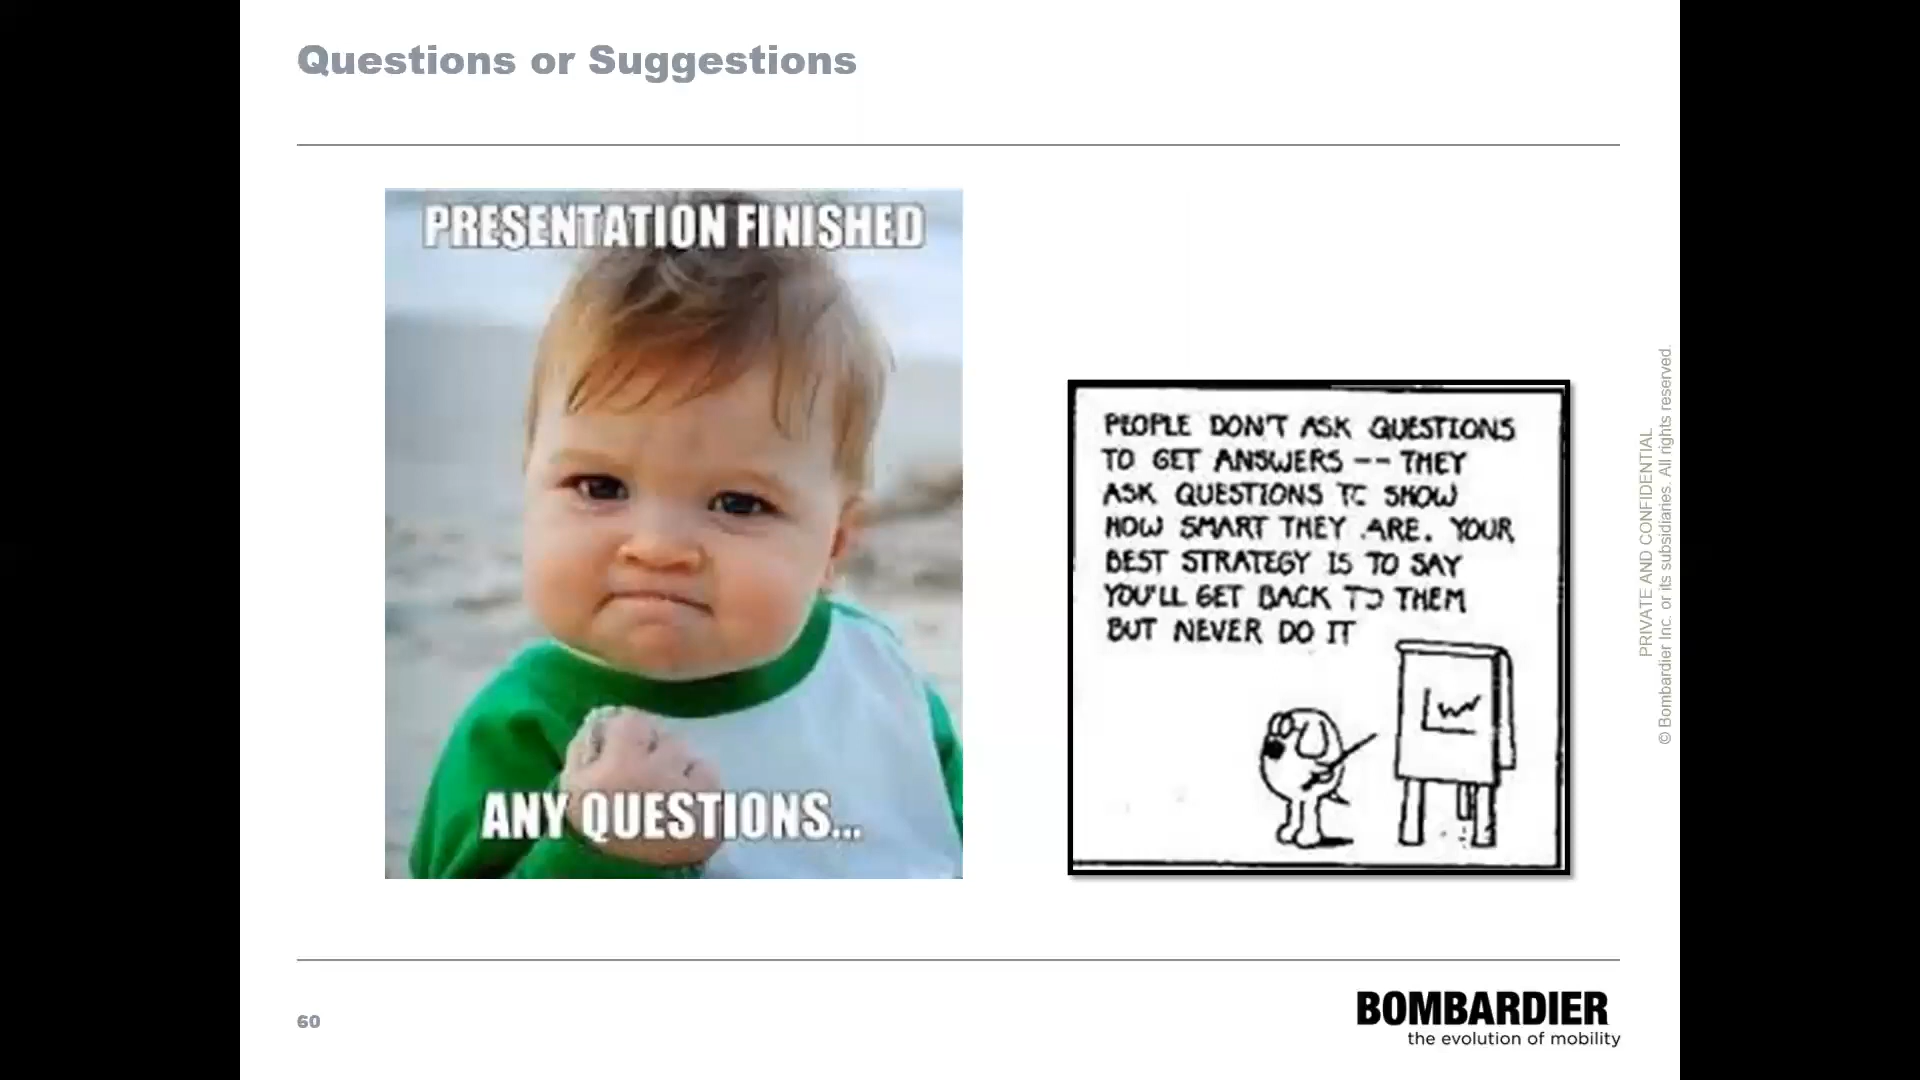 Questions or Suggestions
PRESENTATION FINISHED
ANY QUESTIONS...
PEOPLE DON'T ASK QUESTIONS
TO GET ANSWERS -- THEY
ASK QUESTIONS TO SHOW
HOW SMART THEY ARE. YOUR
BEST STRATEGY IS TO SAY
YOU'LL GET BACK TO THEM
BUT NEVER DO IT
PRIVATE AND CONFIDENTIAL
© Bombardier Inc. or its subsidiaries. All rights reserved.
60
BOMBARDIER
the evolution of mobility